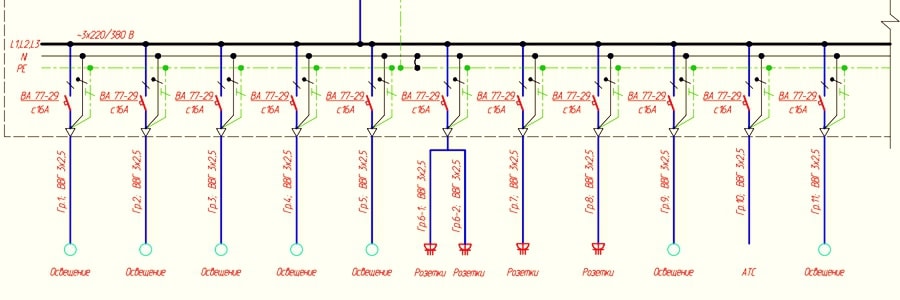 ~3x220/380 В
L1,L2,L3
N
PE
ВА 77-29 ВА 77-29 ВА 77-29 ВА 77-29 ВА 77-29 ВА 77-29 ВА 77-29 ВА 77-29 ВА 77-29 ВА 77-29 ВА 77-29
с16А с16А с16А с16А с16А с16А с16А с16А с16А с16А с16А
Гр.1; ВВГ 3х2,5
Гр.2; ВВГ 3х2,5
Гр.3; ВВГ 3х2,5
Гр.4; ВВГ 3х2,5
Гр.5; ВВГ 3х2,5
Гр.6-1; ВВГ 3х2,5
Гр.6-2; ВВГ 3х2,5
Гр.7; ВВГ 3х2,5
Гр.8; ВВГ 3х2,5
Гр.9; ВВГ 3х2,5
Гр.10; ВВГ 3х2,5
Гр.11; ВВГ 3х2,5
Освещение Освещение Освещение Освещение Освещение Розетки Розетки Розетки Розетки Освещение АТС Освещение